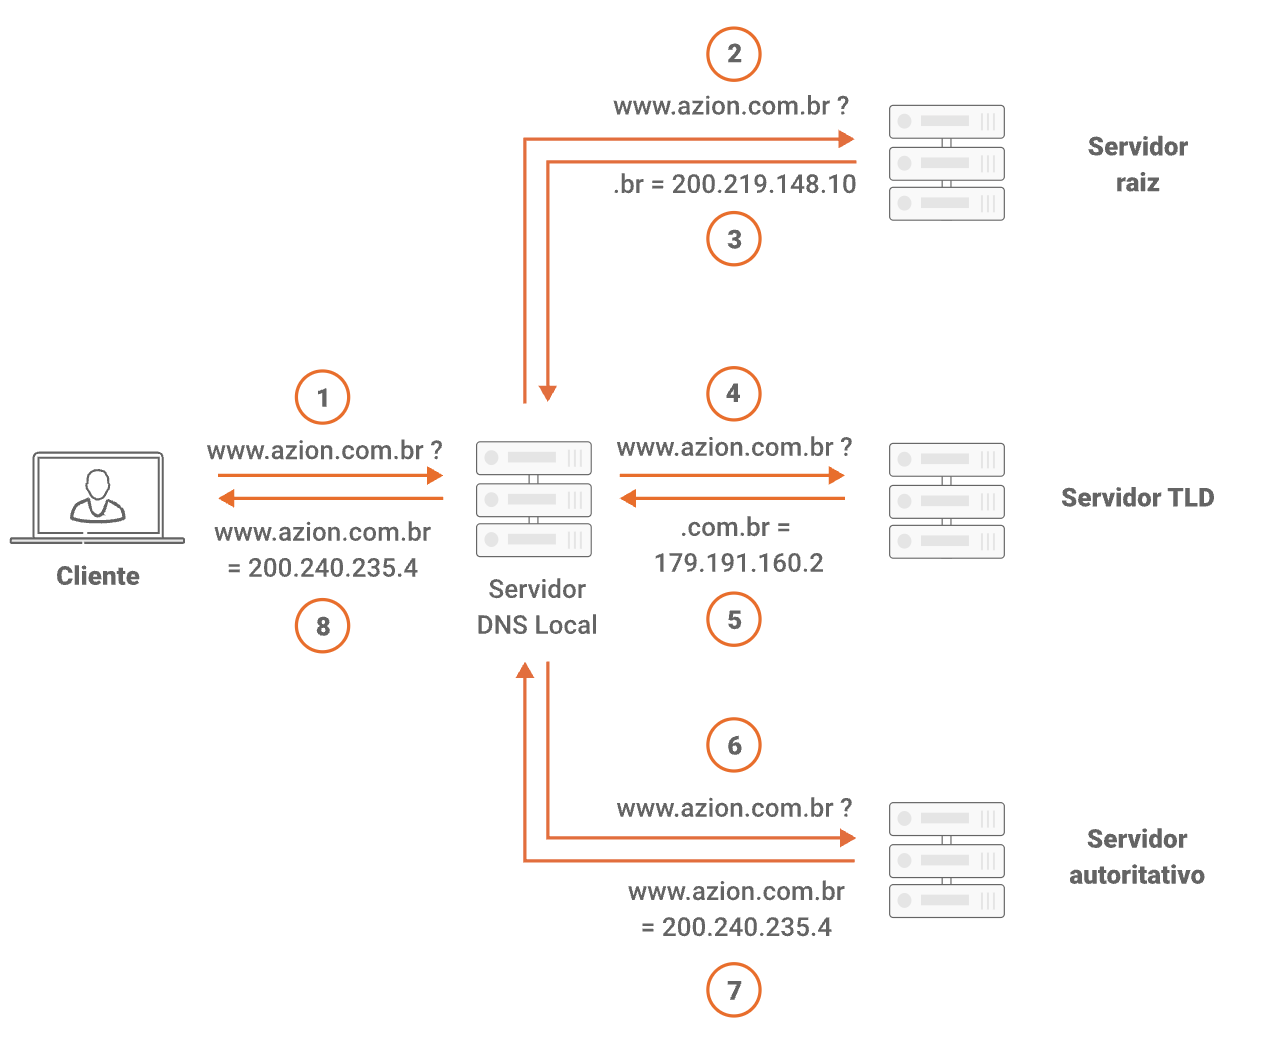 2
www.azion.com.br ?
.br = 200.219.148.10
3
Servidor
raiz
1
www.azion.com.br ?
www.azion.com.br
= 200.240.235.4
8
Cliente
Servidor
DNS Local
4
www.azion.com.br ?
.com.br =
179.191.160.2
5
Servidor TLD
6
www.azion.com.br ?
www.azion.com.br
= 200.240.235.4
7
Servidor
autoritativo